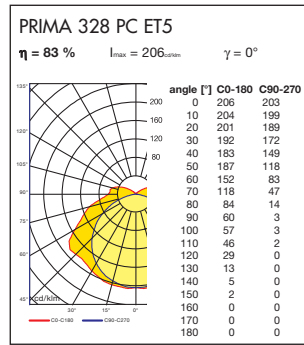 PRIMA 328 PC ET5
η = 83 % Imax = 206cd/klm γ = 0°
angle [°] C0-180 C90-270
0 206 203
10 204 199
20 201 189
30 192 172
40 183 149
50 187 118
60 152 83
70 118 47
80 84 14
90 60 3
100 57 3
110 46 2
120 29 0
130 13 0
140 5 0
150 2 0
160 0 0
170 0 0
180 0 0
135°
120°
105°
90°
75°
60°
45°
200
160
120
80
cd/klm
30° 15° 0°
C0-C180 C90-C270